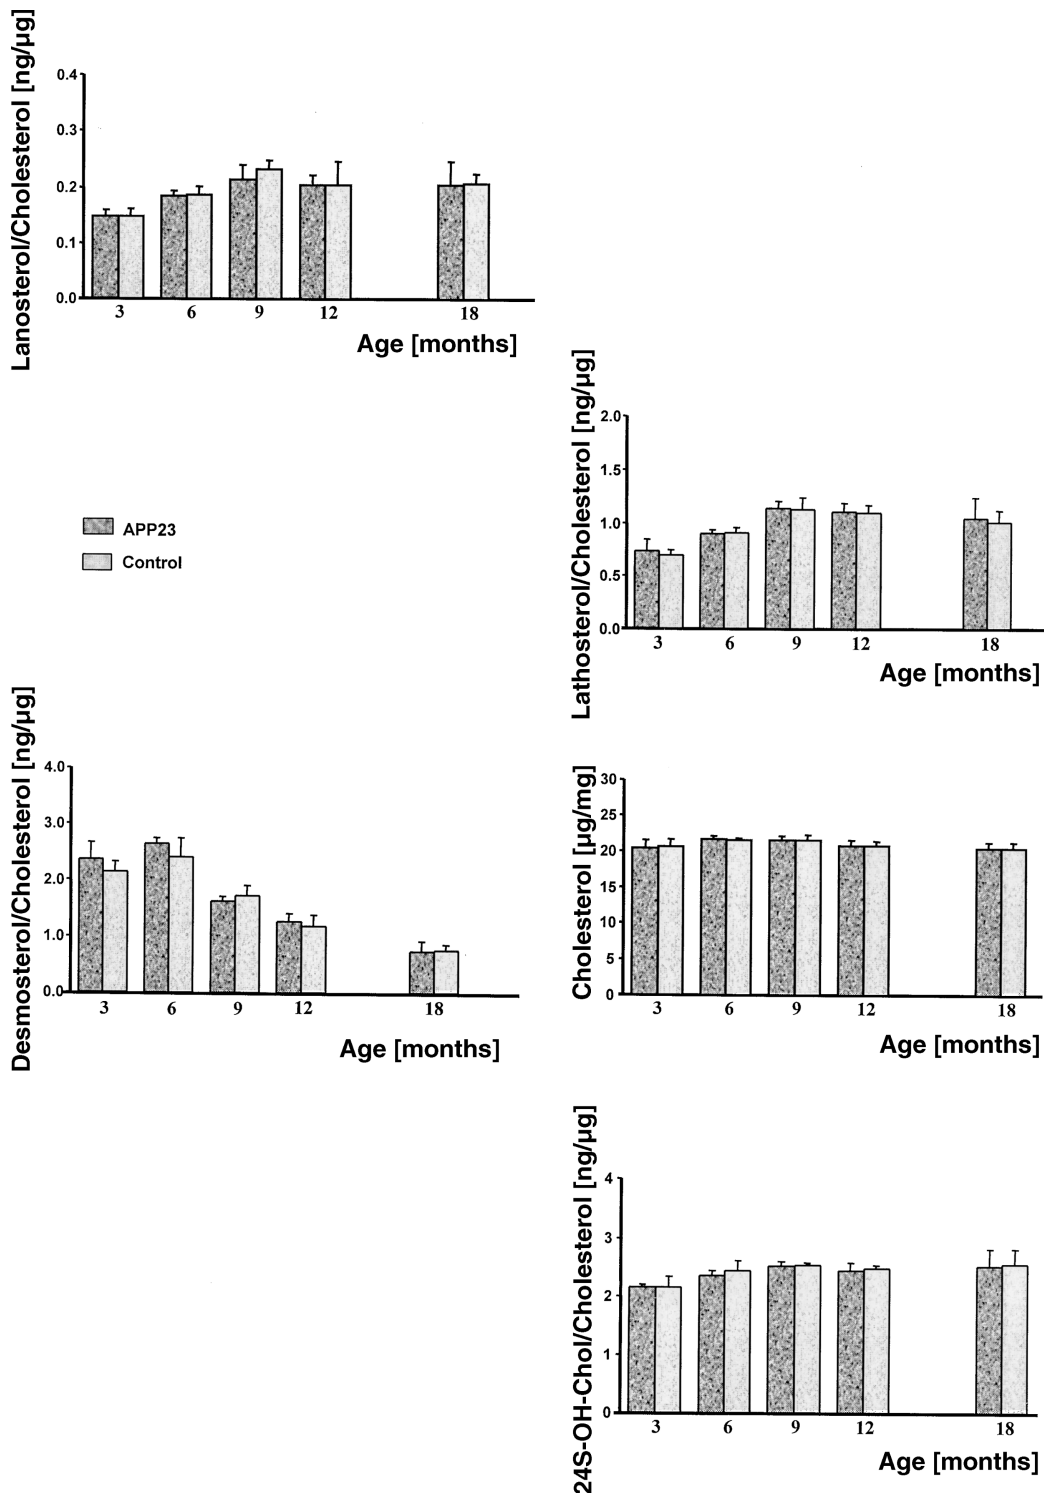 Lanosterol/Cholesterol [ng/µg]
0.4
0.3
0.2
0.1
0.0
3 6 9 12 18
Age [months]
Lathosterol/Cholesterol [ng/µg]
2.0
1.5
1.0
0.5
0.0
3 6 9 12 18
Age [months]
APP23
Control
Desmosterol/Cholesterol [ng/µg]
4.0
3.0
2.0
1.0
0.0
3 6 9 12 18
Age [months]
Cholesterol [µg/mg]
30
25
20
15
10
5
0
3 6 9 12 18
Age [months]
24S-OH-Chol/Cholesterol [ng/µg]
4
3
2
1
0
3 6 9 12 18
Age [months]